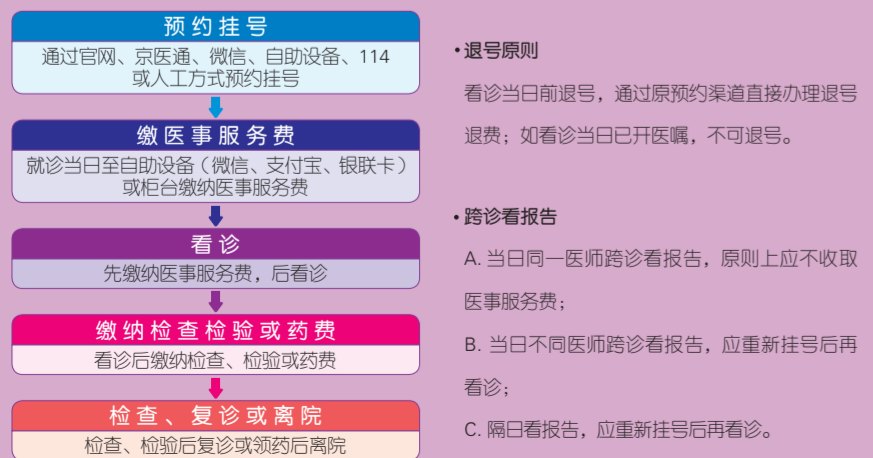 预约挂号
通过官网、京医通、微信、自助设备、114
或人工方式预约挂号
缴医事服务费
就诊当日至自助设备（微信、支付宝、银联卡）
或柜台缴纳医事服务费
看诊
先缴纳医事服务费，后看诊
缴纳检查检验或药费
看诊后缴纳检查、检验或药费
检查、复诊或离院
检查、检验后复诊或领药后离院
•退号原则
看诊当日前退号，通过原预约渠道直接办理退号
退费；如看诊当日已开医嘱，不可退号。
•跨诊看报告
A. 当日同一医师跨诊看报告，原则上应不收取
医事服务费；
B. 当日不同医师跨诊看报告，应重新挂号后再
看诊；
C. 隔日看报告，应重新挂号后再看诊。